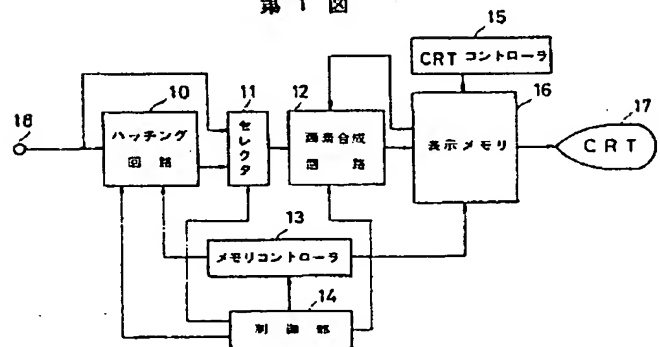 第 1 図
15
CRT コントローラ
16
10
11
12
17
18
ハッチング
回路
セレクタ
画素合成
回路
表示メモリ
CRT
13
メモリコントローラ
14
制御部